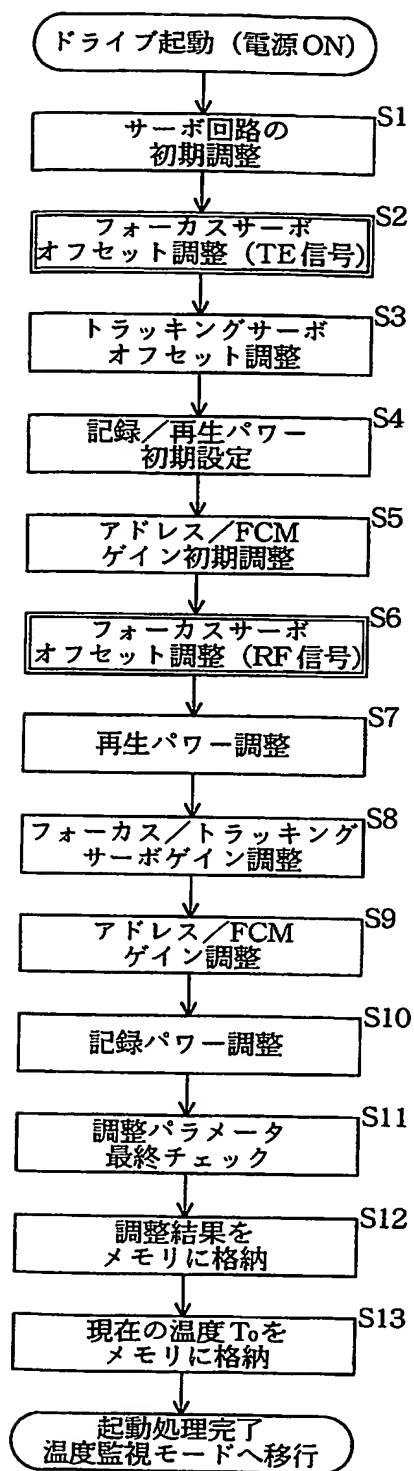 ドライブ起動（電源ON）
S1
サーボ回路の
初期調整
S2
フォーカスサーボ
オフセット調整（TE信号）
S3
トラッキングサーボ
オフセット調整
S4
記録／再生パワー
初期設定
S5
アドレス／FCM
ゲイン初期調整
S6
フォーカスサーボ
オフセット調整（RF信号）
S7
再生パワー調整
S8
フォーカス／トラッキング
サーボゲイン調整
S9
アドレス／FCM
ゲイン調整
S10
記録パワー調整
S11
調整パラメータ
最終チェック
S12
調整結果を
メモリに格納
S13
現在の温度T₀を
メモリに格納
起動処理完了
温度監視モードへ移行